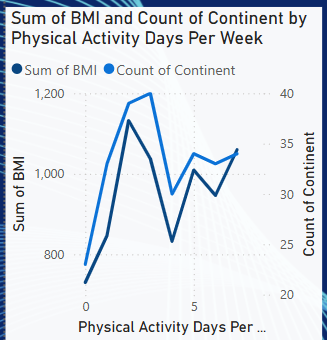 Sum of BMI and Count of Continent by
Physical Activity Days Per Week
Sum of BMI Count of Continent
1,200
1,000
800
Sum of BMI
40
35
30
25
20
Count of Continent
0 5
Physical Activity Days Per ...